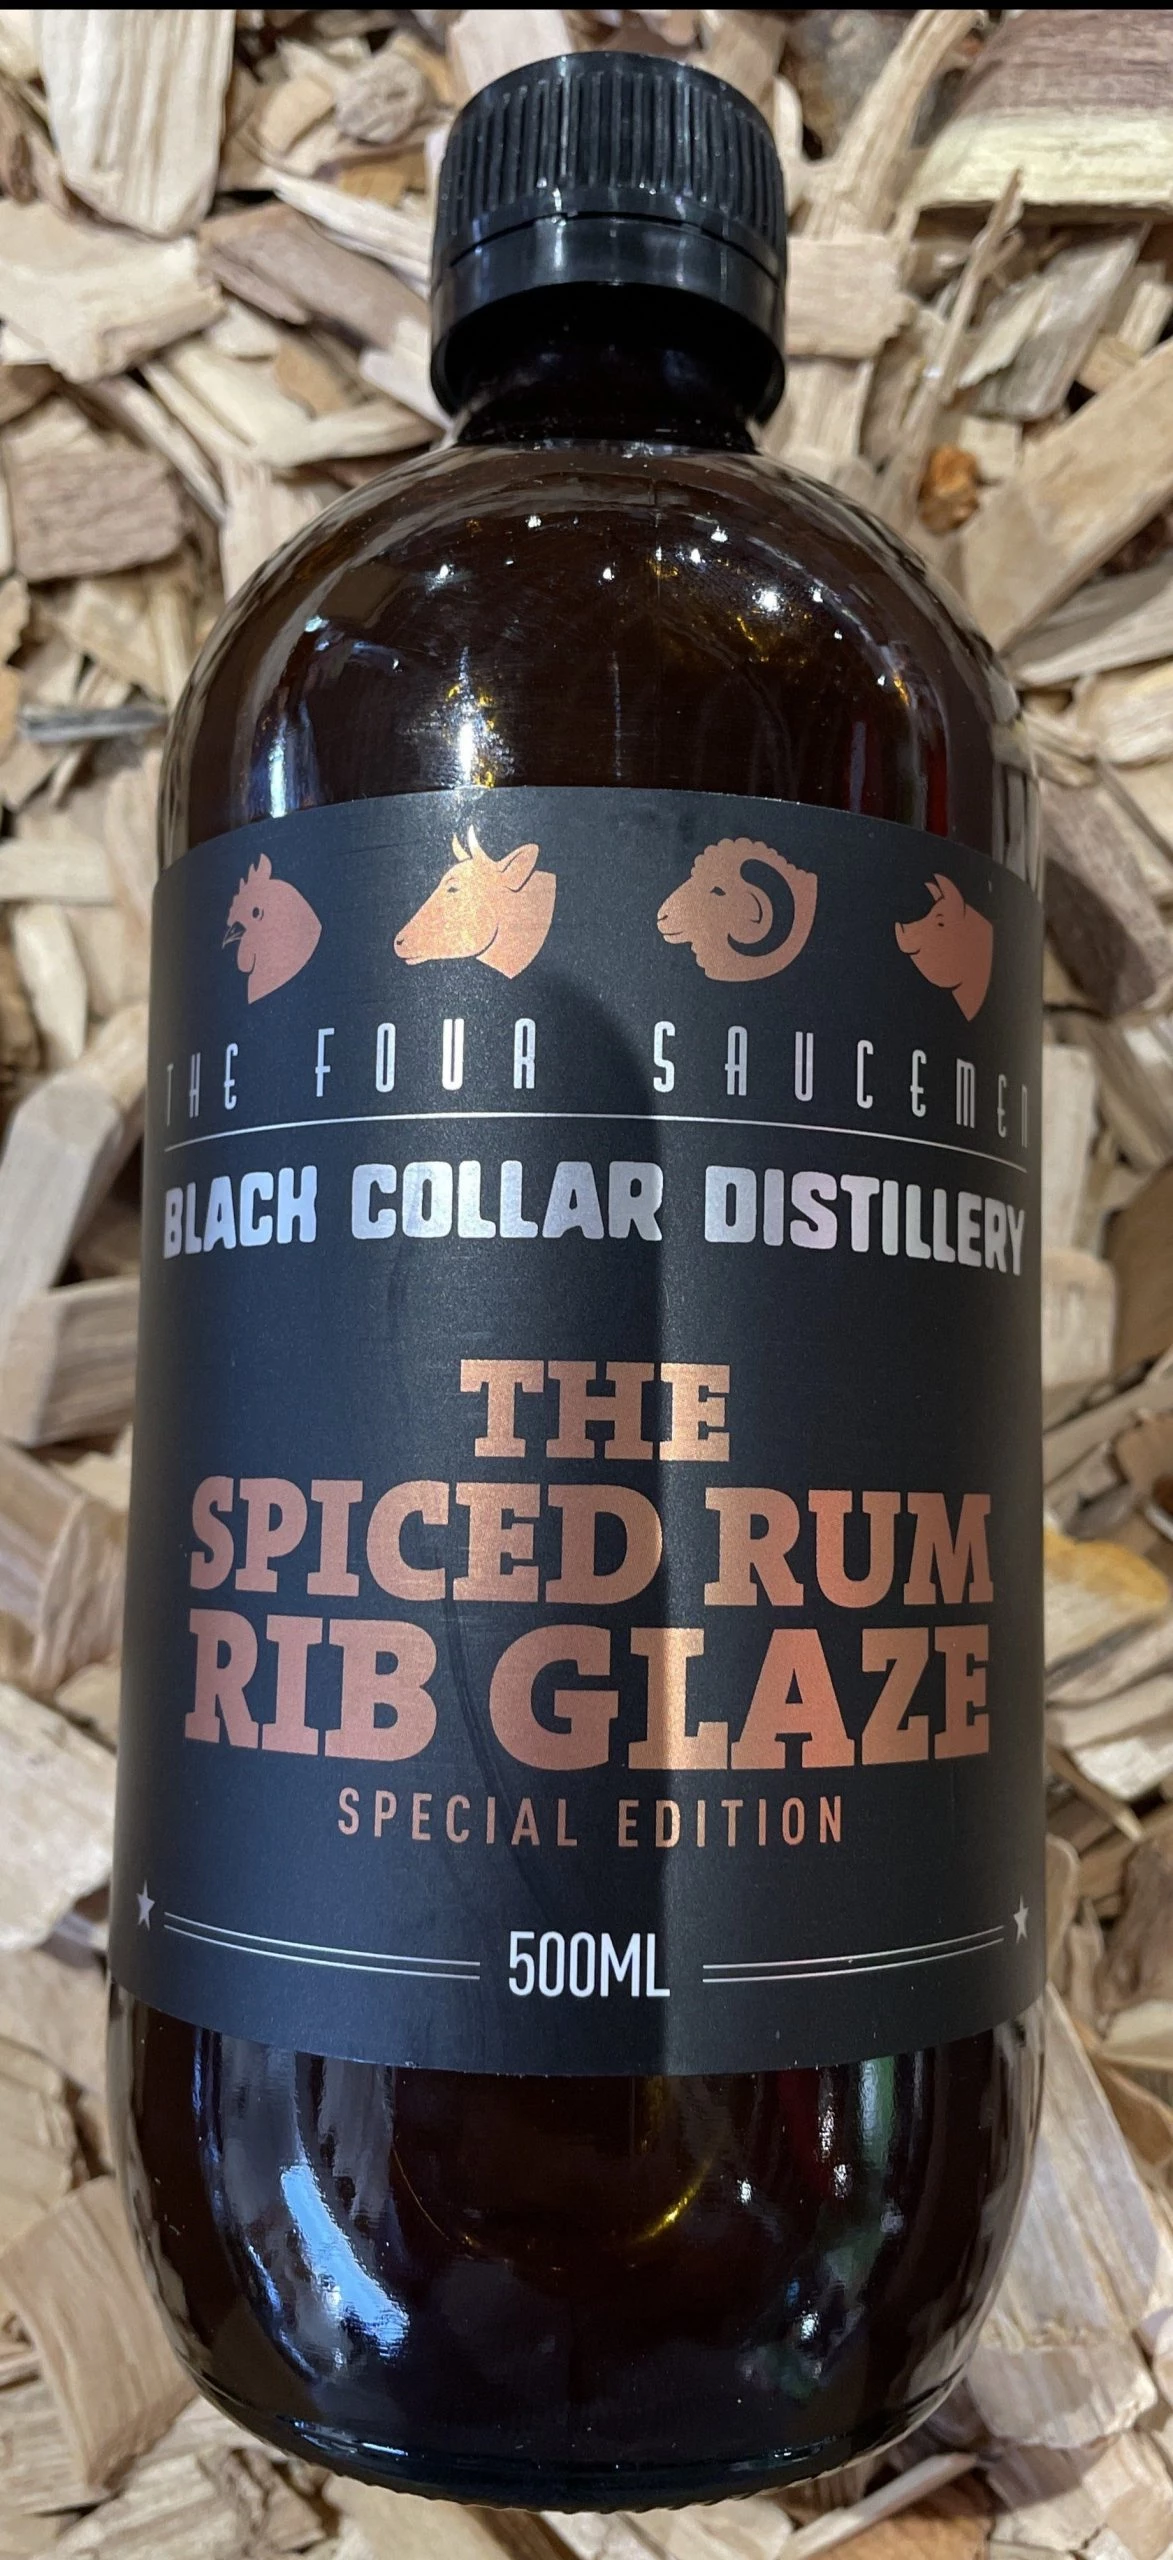 THE FOUR SAUCEMEN
BLACK COLLAR DISTILLERY
THE
SPICED RUM
RIB GLAZE
SPECIAL EDITION
500ML